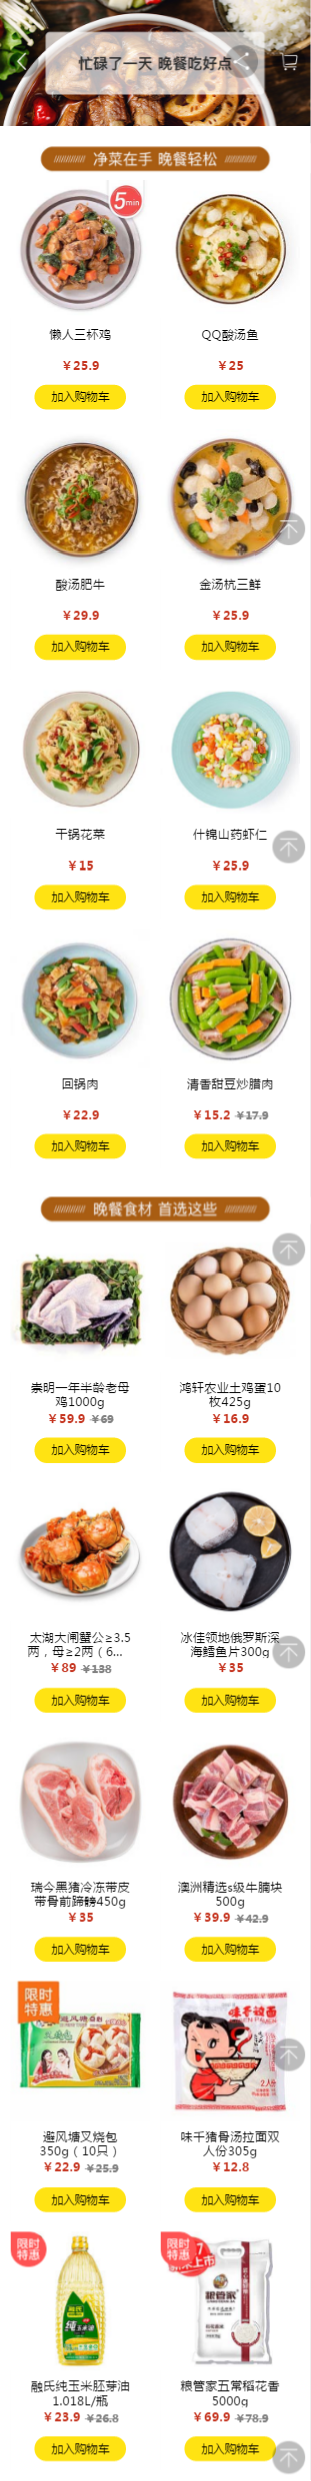 忙碌了一天 晚餐吃好点
净菜在手 晚餐轻松
5min
懒人三杯鸡
￥25.9
加入购物车
QQ酸汤鱼
￥25
加入购物车
酸汤肥牛
￥29.9
加入购物车
金汤杭三鲜
￥25.9
加入购物车
干锅花菜
￥15
加入购物车
什锦山药虾仁
￥25.9
加入购物车
回锅肉
￥22.9
加入购物车
清香甜豆炒腊肉
￥15.2 ￥17.9
加入购物车
晚餐食材 首选这些
崇明一年半龄老母
鸡1000g
￥59.9 ￥69
加入购物车
鸿轩农业土鸡蛋10
枚425g
￥16.9
加入购物车
太湖大闸蟹公≥3.5
两，母≥2两（6...
￥89 ￥138
加入购物车
冰佳领地俄罗斯深
海鳕鱼片300g
￥35
加入购物车
瑞今黑猪冷冻带皮
带骨前蹄髈450g
￥35
加入购物车
澳洲精选s级牛腩块
500g
￥39.9 ￥42.9
加入购物车
限时
特惠
避风塘叉烧包
350g（10只）
￥22.9 ￥25.9
加入购物车
味千拉面
味千猪骨汤拉面双
人份305g
￥12.8
加入购物车
限时
特惠
融氏纯玉米胚芽油
1.018L/瓶
￥23.9 ￥26.8
加入购物车
限时
特惠
上市
粮管家
粮管家五常稻花香
5000g
￥69.9 ￥78.9
加入购物车